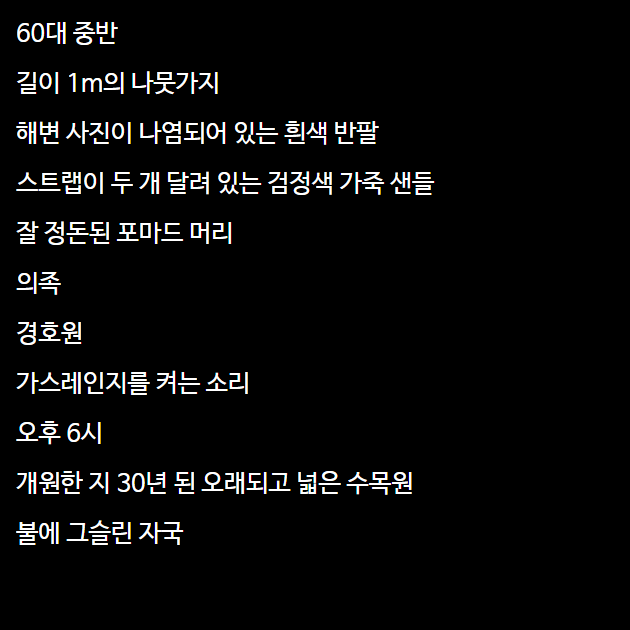 60대 중반
길이 1m의 나뭇가지
해변 사진이 나염되어 있는 흰색 반팔
스트랩이 두 개 달려 있는 검정색 가죽 샌들
잘 정돈된 포마드 머리
의족
경호원
가스레인지를 켜는 소리
오후 6시
개원한 지 30년 된 오래되고 넓은 수목원
불에 그슬린 자국